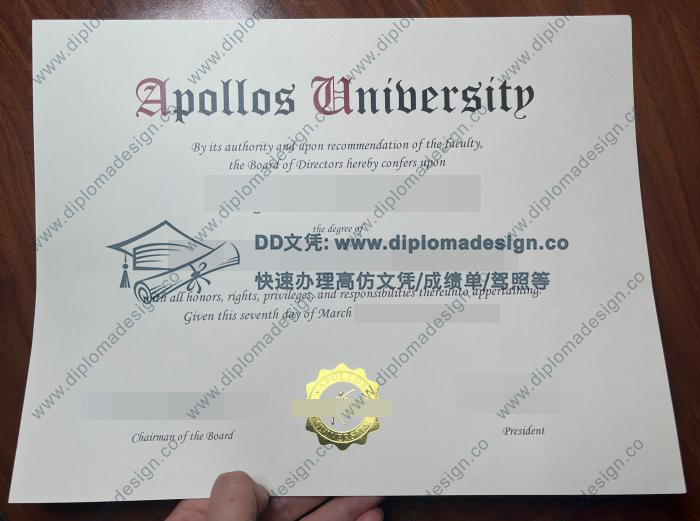 Apollos University
By its authority and upon recommendation of the faculty,
the Board of Directors hereby confers upon
the degree of
DD文凭: www.diplomadesign.co
快速办理高仿文凭/成绩单/驾照等
with all honors, rights, privileges and responsibilities thereunto appertaining.
Given this seventh day of March
APOLLOS
UNIVERSITY
Chairman of the Board
President
www.diplomadesign.co